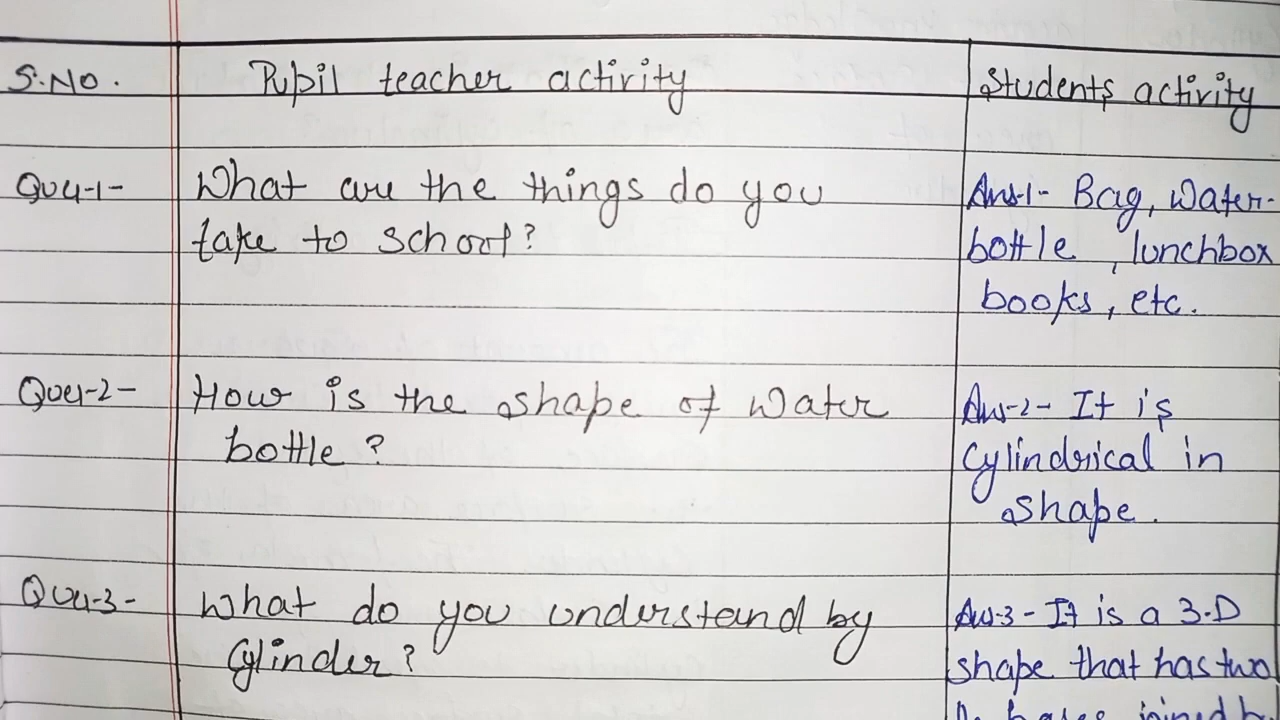 S.No. Pupil teacher activity Students activity
Que-1- What are the things do you Ans-1- Bag, Water-
take to school? bottle, lunchbox
books, etc.
Que-2- How is the shape of water Ans-2- It is
bottle? Cylindrical in
shape.
Que-3- What do you understand by Ans-3- It is a 3-D
Cylinder? shape that has two
bases joined by